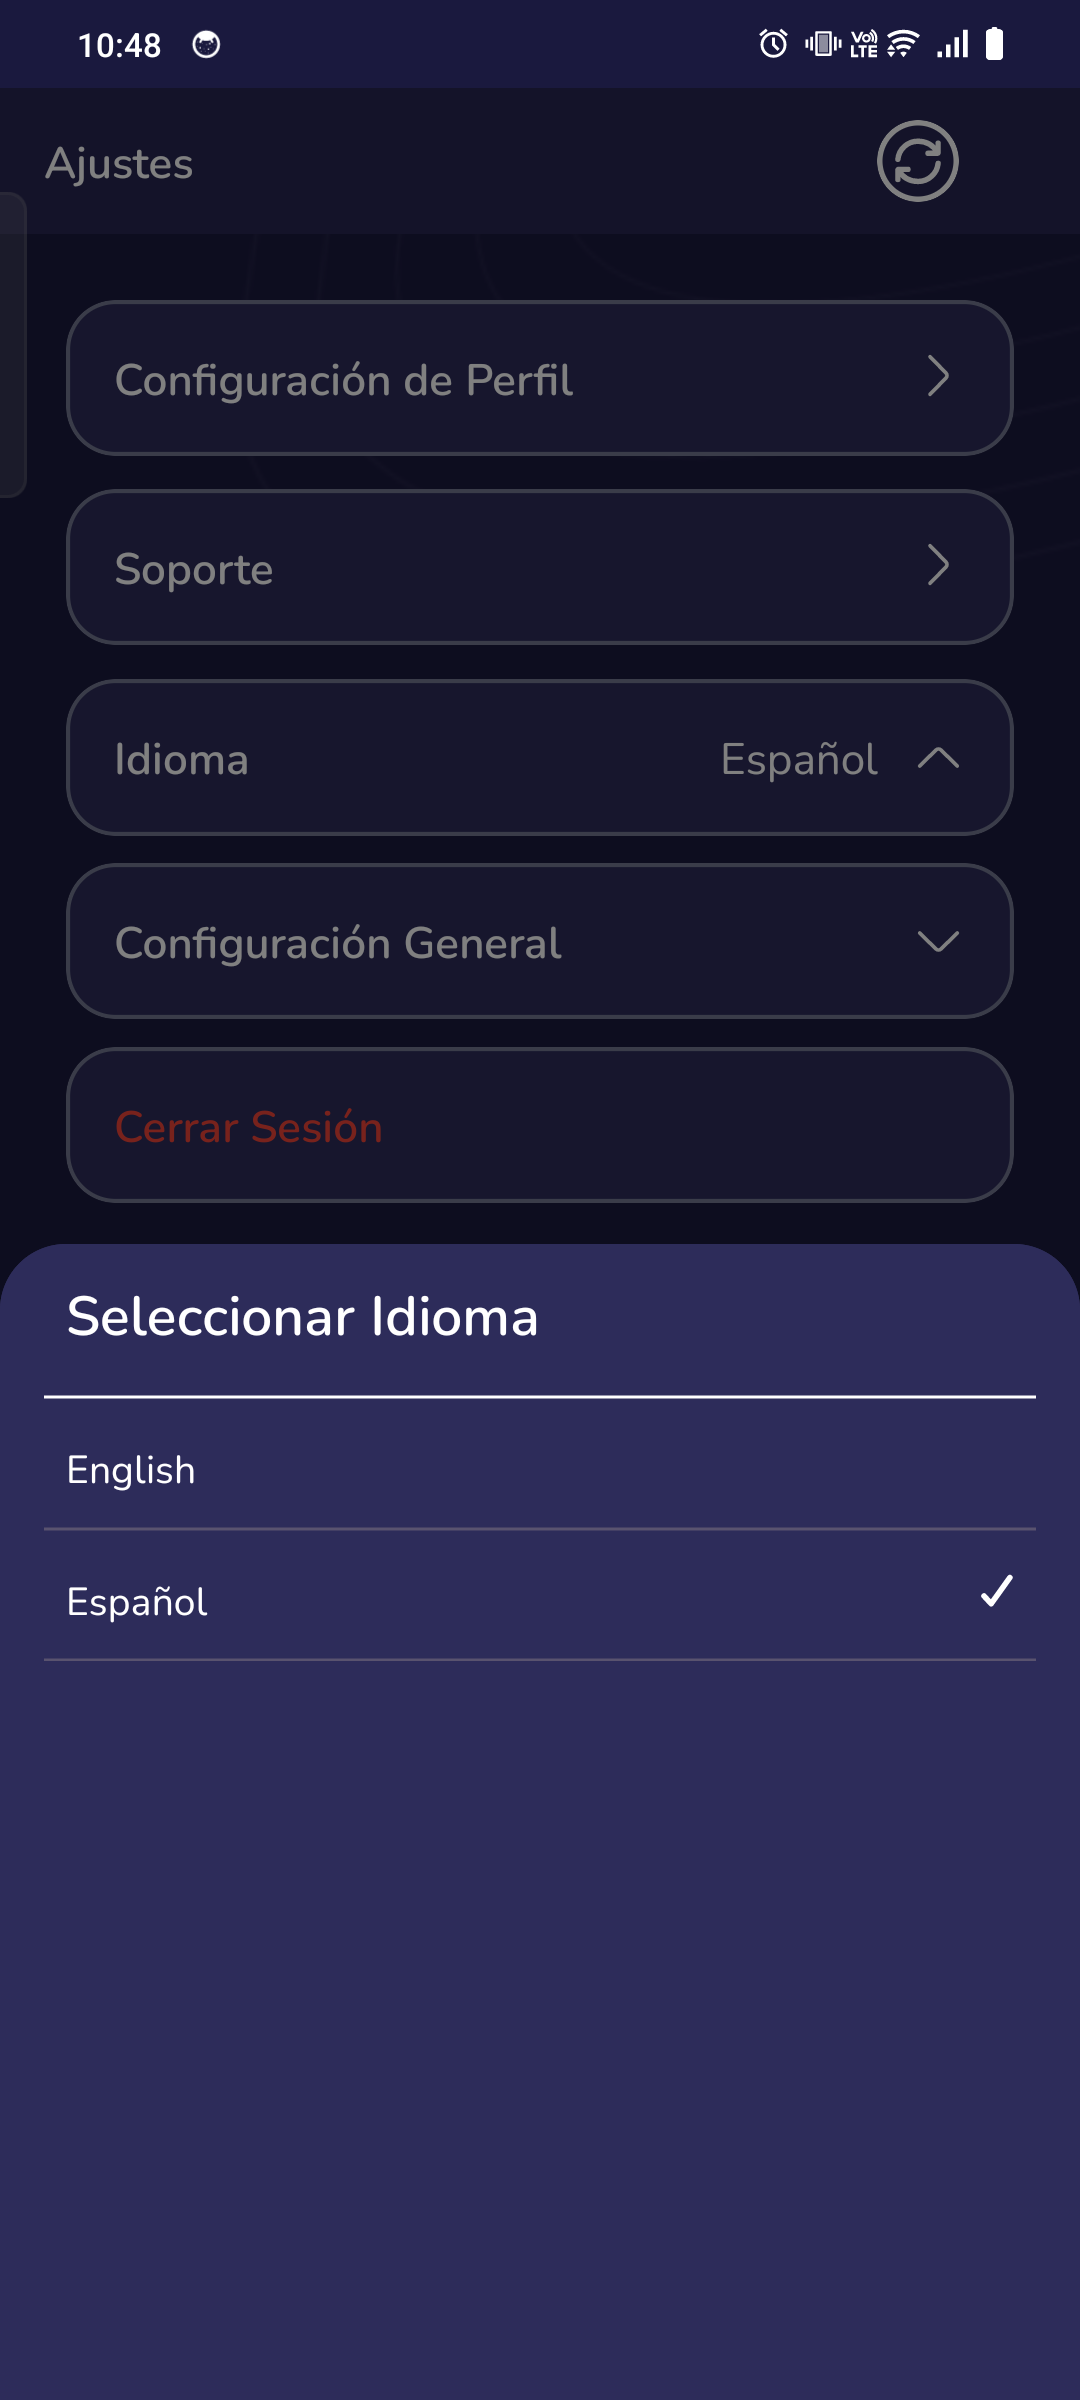 10:48
Vo) LTE
Ajustes
Configuración de Perfil
Soporte
Idioma
Español
Configuración General
Cerrar Sesión
Seleccionar Idioma
English
Español